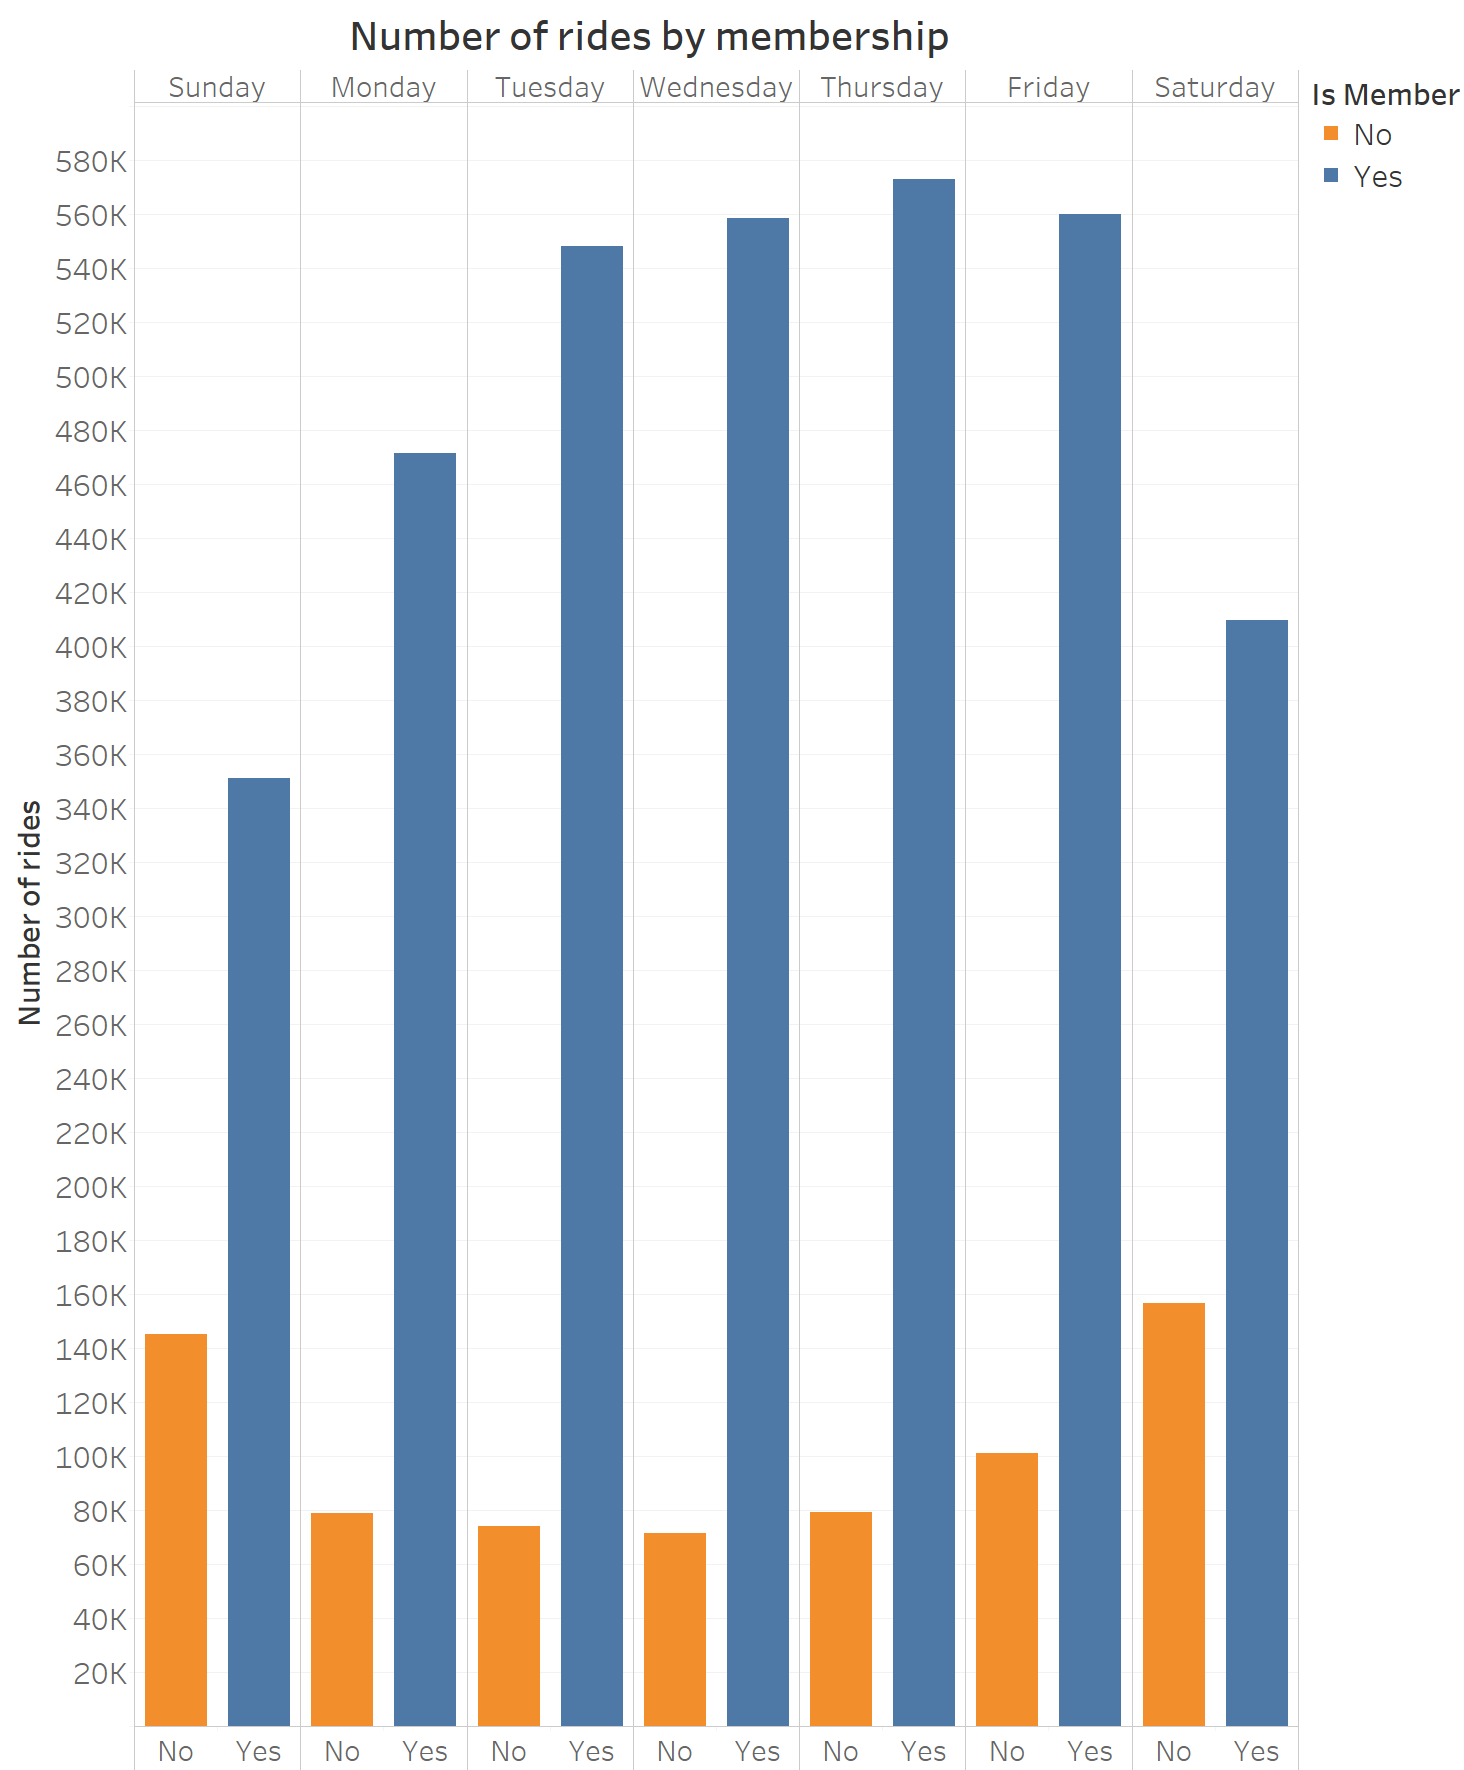 Number of rides by membership
Sunday Monday Tuesday Wednesday Thursday Friday Saturday
Is Member
No
Yes
580K
560K
540K
520K
500K
480K
460K
440K
420K
400K
380K
360K
340K
320K
300K
280K
260K
240K
220K
200K
180K
160K
140K
120K
100K
80K
60K
40K
20K
Number of rides
No Yes No Yes No Yes No Yes No Yes No Yes No Yes